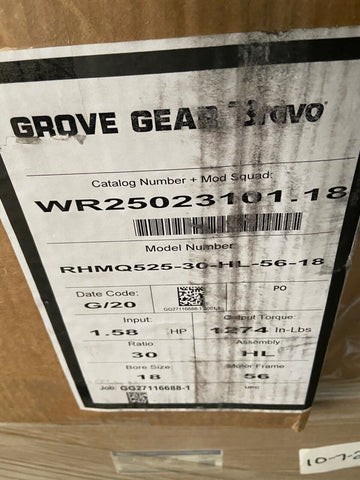 GROVE GEAR Bravo
Catalog Number + Mod Squad:
WR25023101.18
Model Number:
RHMQ525-30-HL-56-18
Date Code:
G/20
PO
Input:
1.58 HP
Output Torque:
1274 In-Lbs
Ratio:
30
Assembly:
HL
Bore Size
18
Motor Frame
56
Job: GG27116688-1
UPC